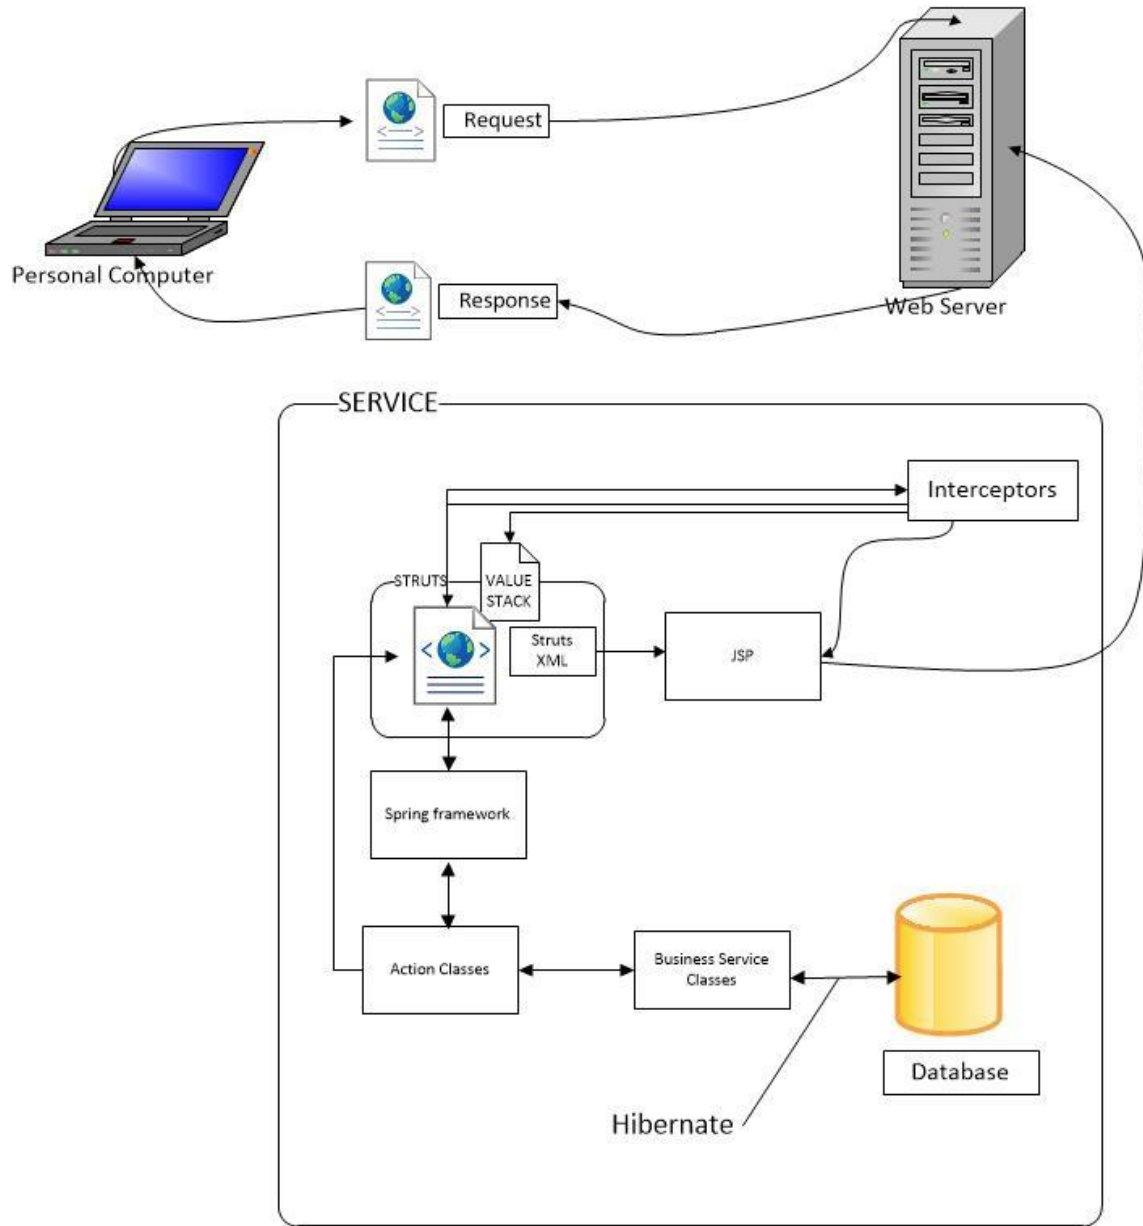 Request
Personal Computer
Response
Web Server
SERVICE
Interceptors
STRUTS
VALUE
STACK
Struts
XML
JSP
Spring framework
Action Classes
Business Service
Classes
Database
Hibernate